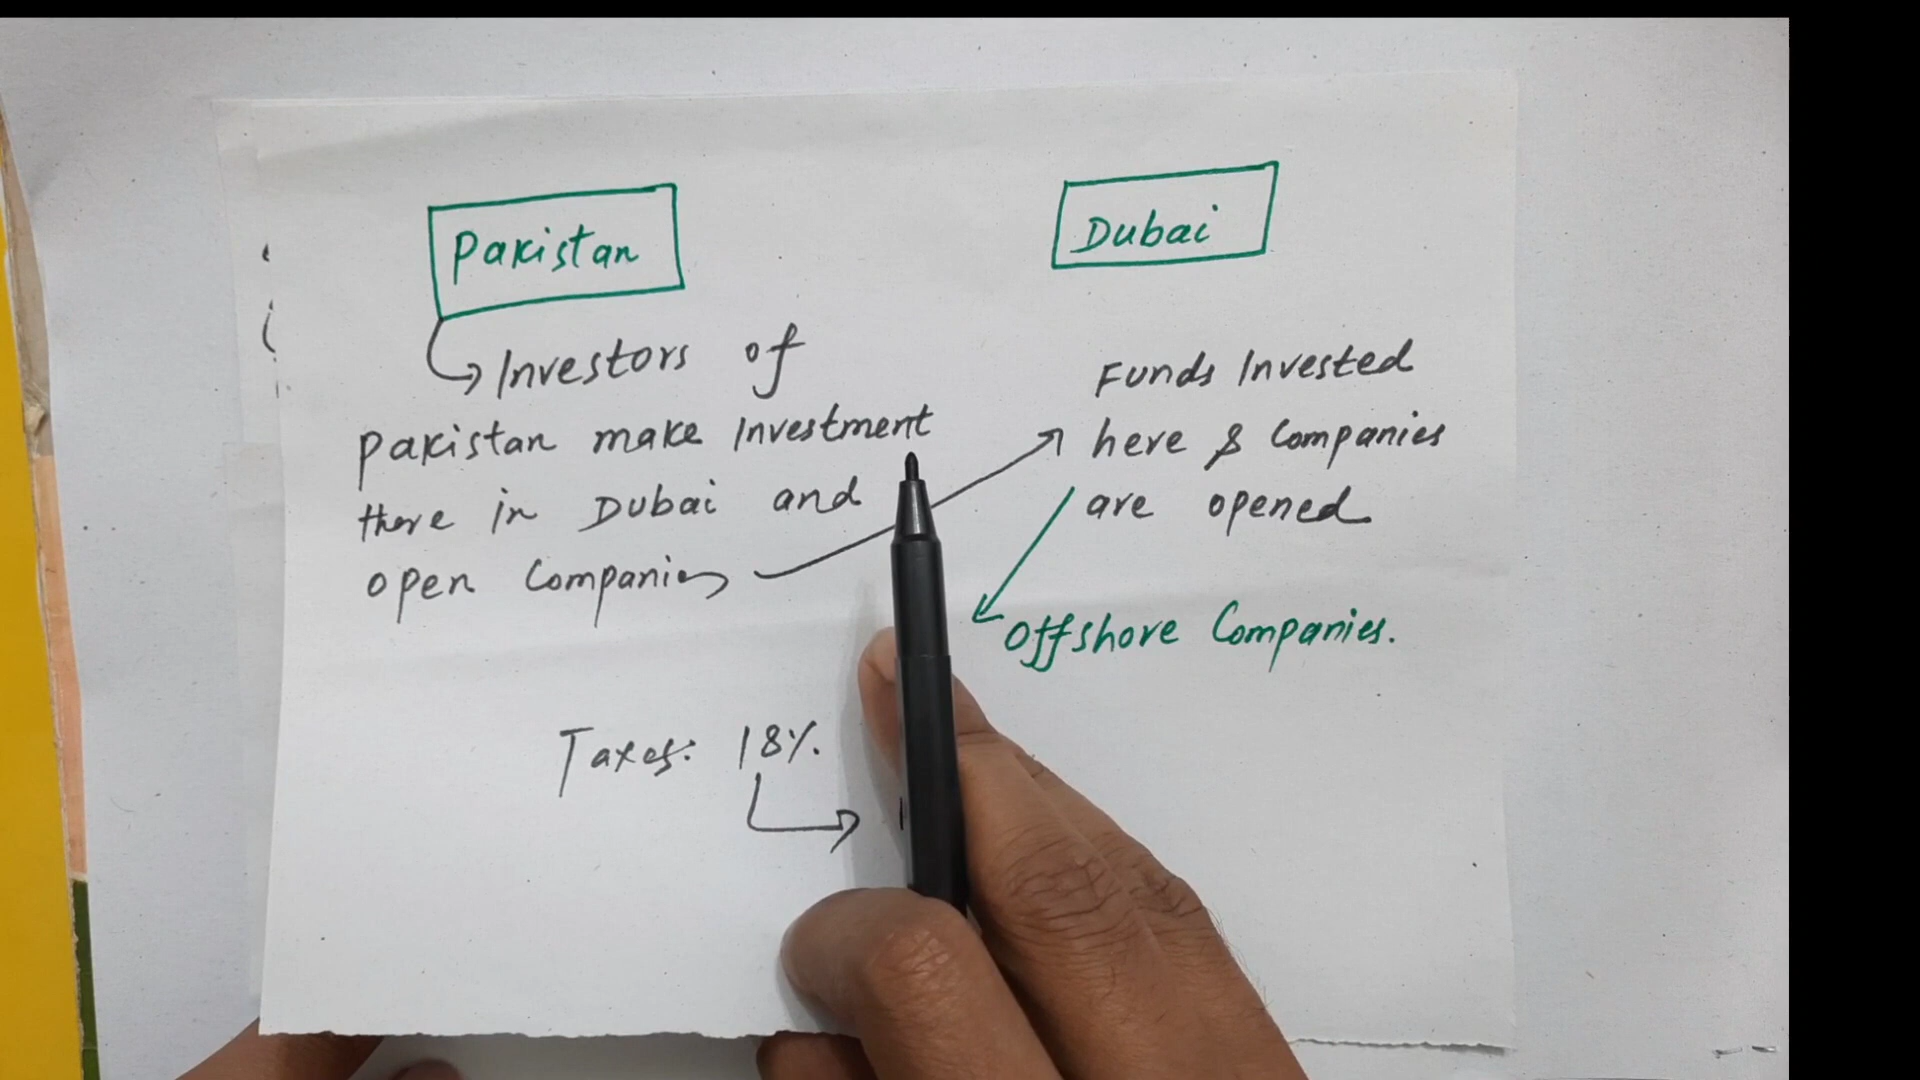 Pakistan
Investors of
Pakistan make Investment
there in Dubai and
open Companies
Dubai
Funds Invested
here & Companies
are opened
Offshore Companies.
Taxes: 18%.